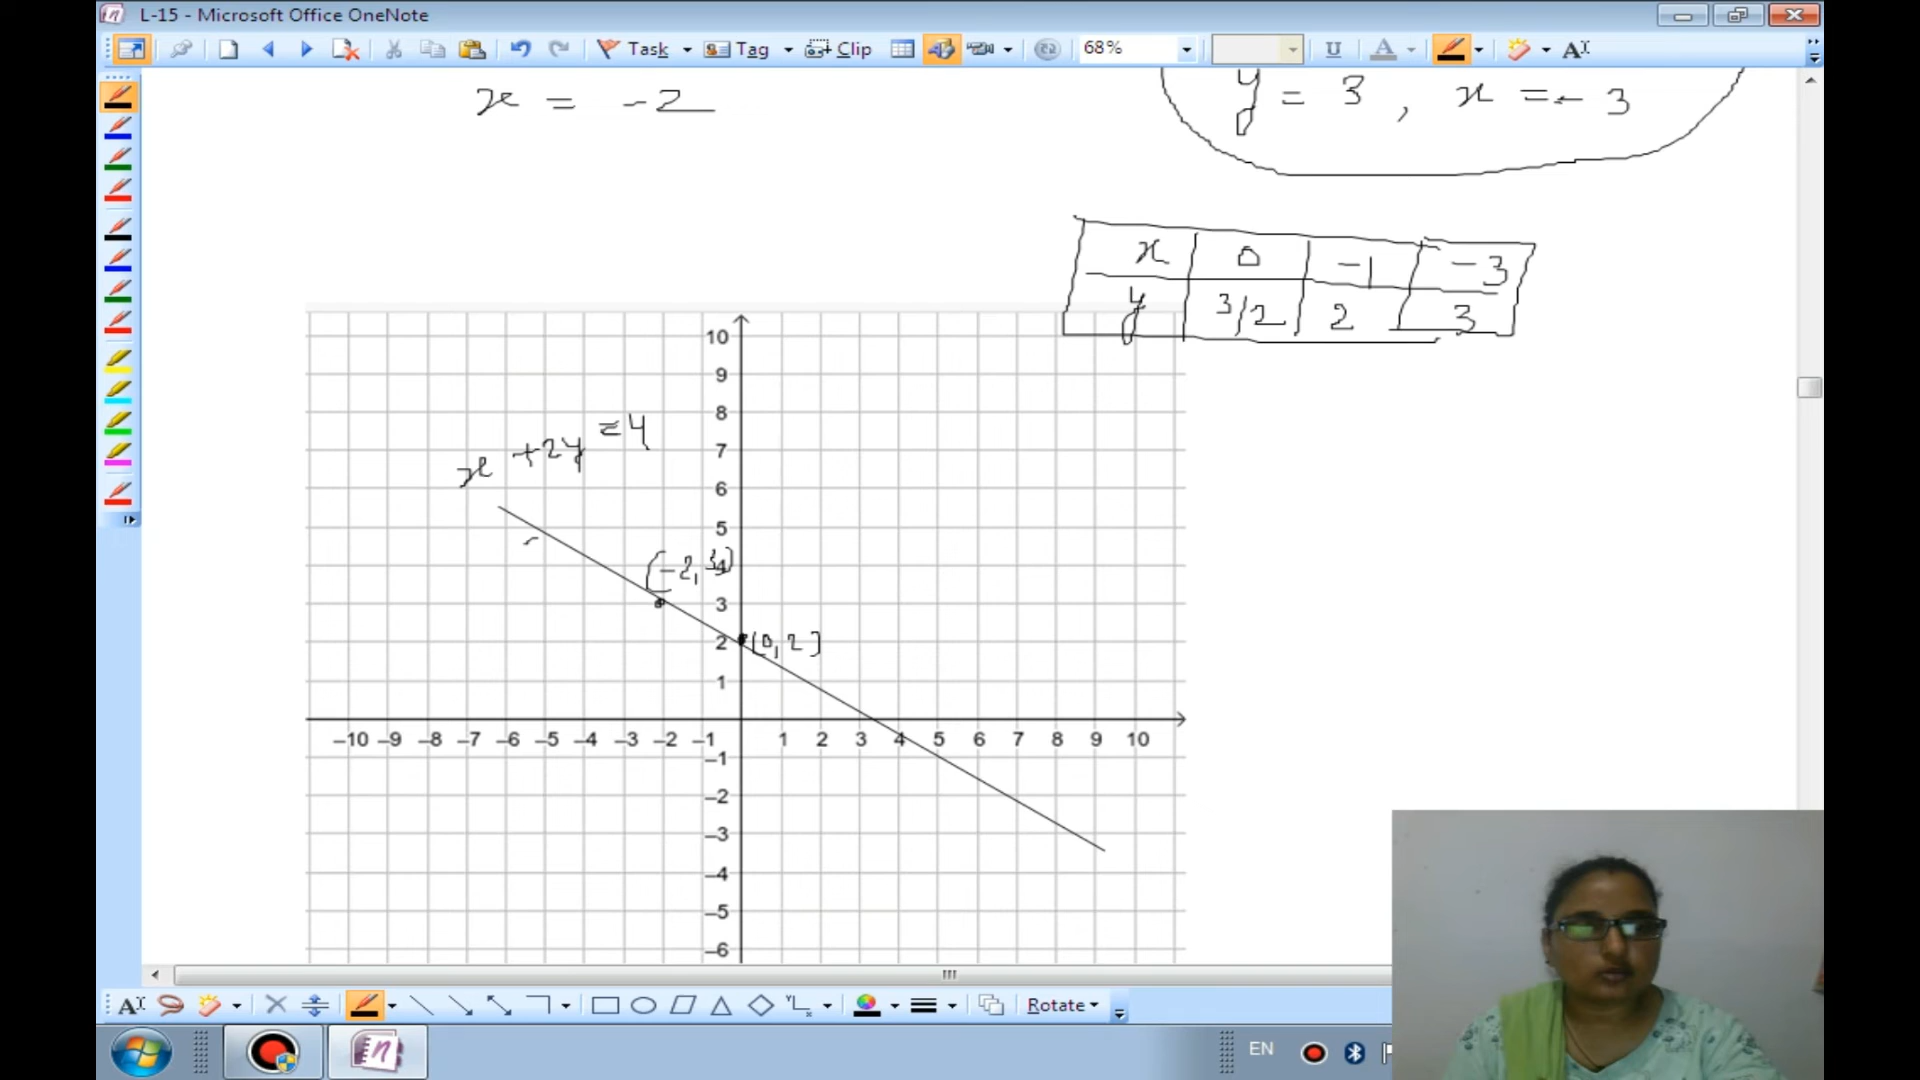 L-15 - Microsoft Office OneNote
Task Tag Clip 68% U A A
x = -2
y = 3 , x = - 3
x 0 -1 -3
y 3/2 2 3
x + 2y = 4
10
9
8
7
6
5
4
3
2
1
(-2, 3)
(0, 2)
–10 –9 –8 –7 –6 –5 –4 –3 –2 –1 1 2 3 4 5 6 7 8 9 10
–1
–2
–3
–4
–5
–6
A Rotate
EN